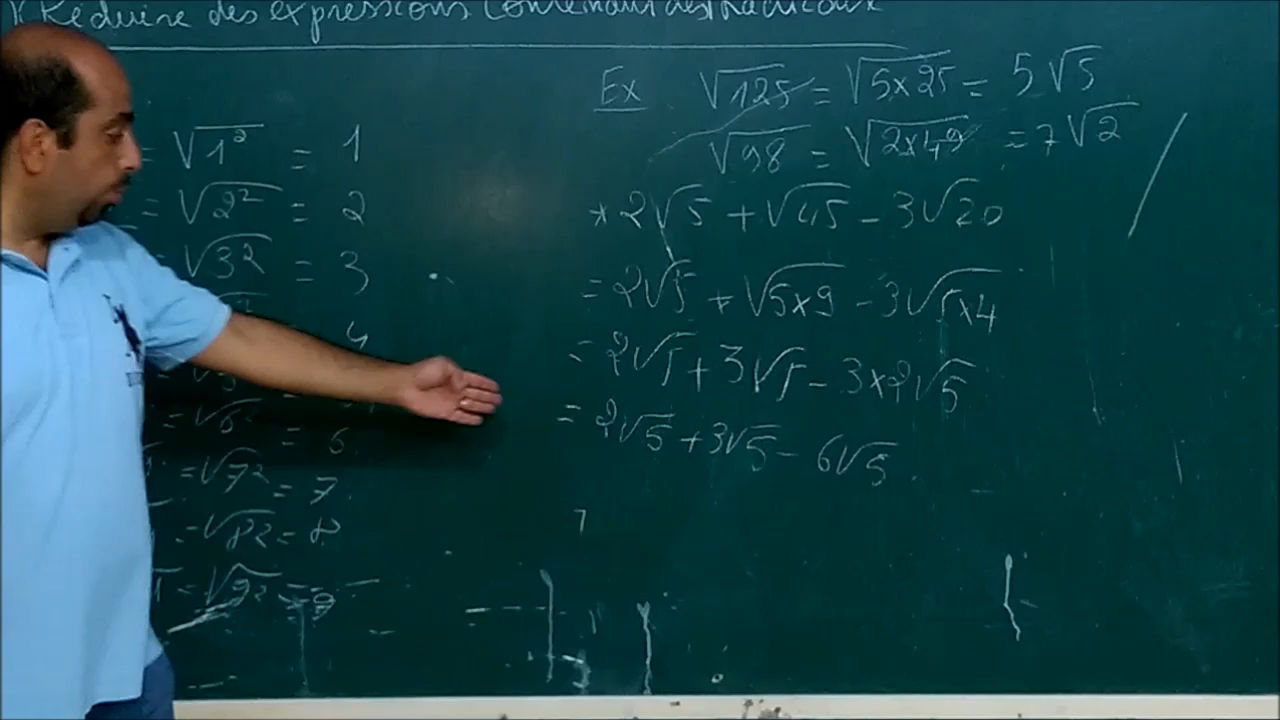 Réduire des expressions contenant des Radicaux
= √1² = 1
= √2² = 2
= √3² = 3
4
= √6² = 6
= √7² = 7
= √8² = 8
= √9² = 9
Ex √125 = √5×25 = 5√5
√98 = √2×49 = 7√2
* 2√5 + √45 - 3√20
= 2√5 + √5×9 - 3√5×4
= 2√5 + 3√5 - 3×2√5
= 2√5 + 3√5 - 6√5